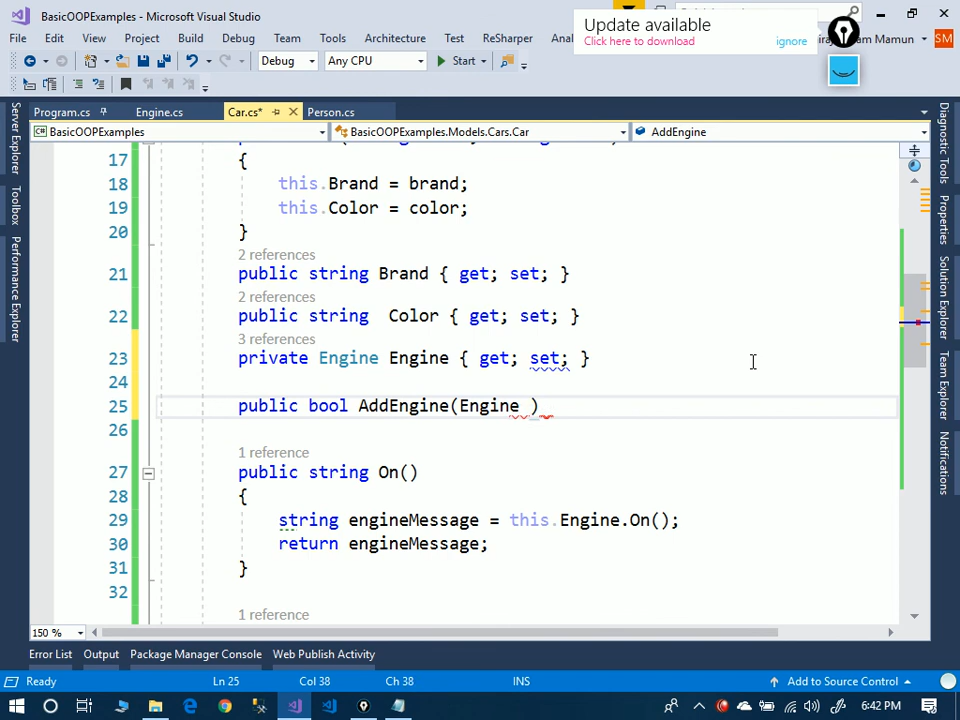 BasicOOPExamples - Microsoft Visual Studio
Update available
Click here to download
ignore
File Edit View Project Build Debug Team Tools Architecture Test ReSharper
am Mamun
SM
Debug Any CPU Start
Program.cs Engine.cs Car.cs* Person.cs
BasicOOPExamples BasicOOPExamples.Models.Cars.Car AddEngine
Server Explorer
Toolbox
Performance Explorer
17 {
18 this.Brand = brand;
19 this.Color = color;
20 }
2 references
21 public string Brand { get; set; }
2 references
22 public string  Color { get; set; }
3 references
23 private Engine Engine { get; set; }
24
25 public bool AddEngine(Engine )
26
1 reference
27 public string On()
28 {
29 string engineMessage = this.Engine.On();
30 return engineMessage;
31 }
32
1 reference
Diagnostic Tools
Properties
Solution Explorer
Team Explorer
Notifications
150 %
Error List Output Package Manager Console Web Publish Activity
Ready Ln 25 Col 38 Ch 38 INS Add to Source Control
6:42 PM